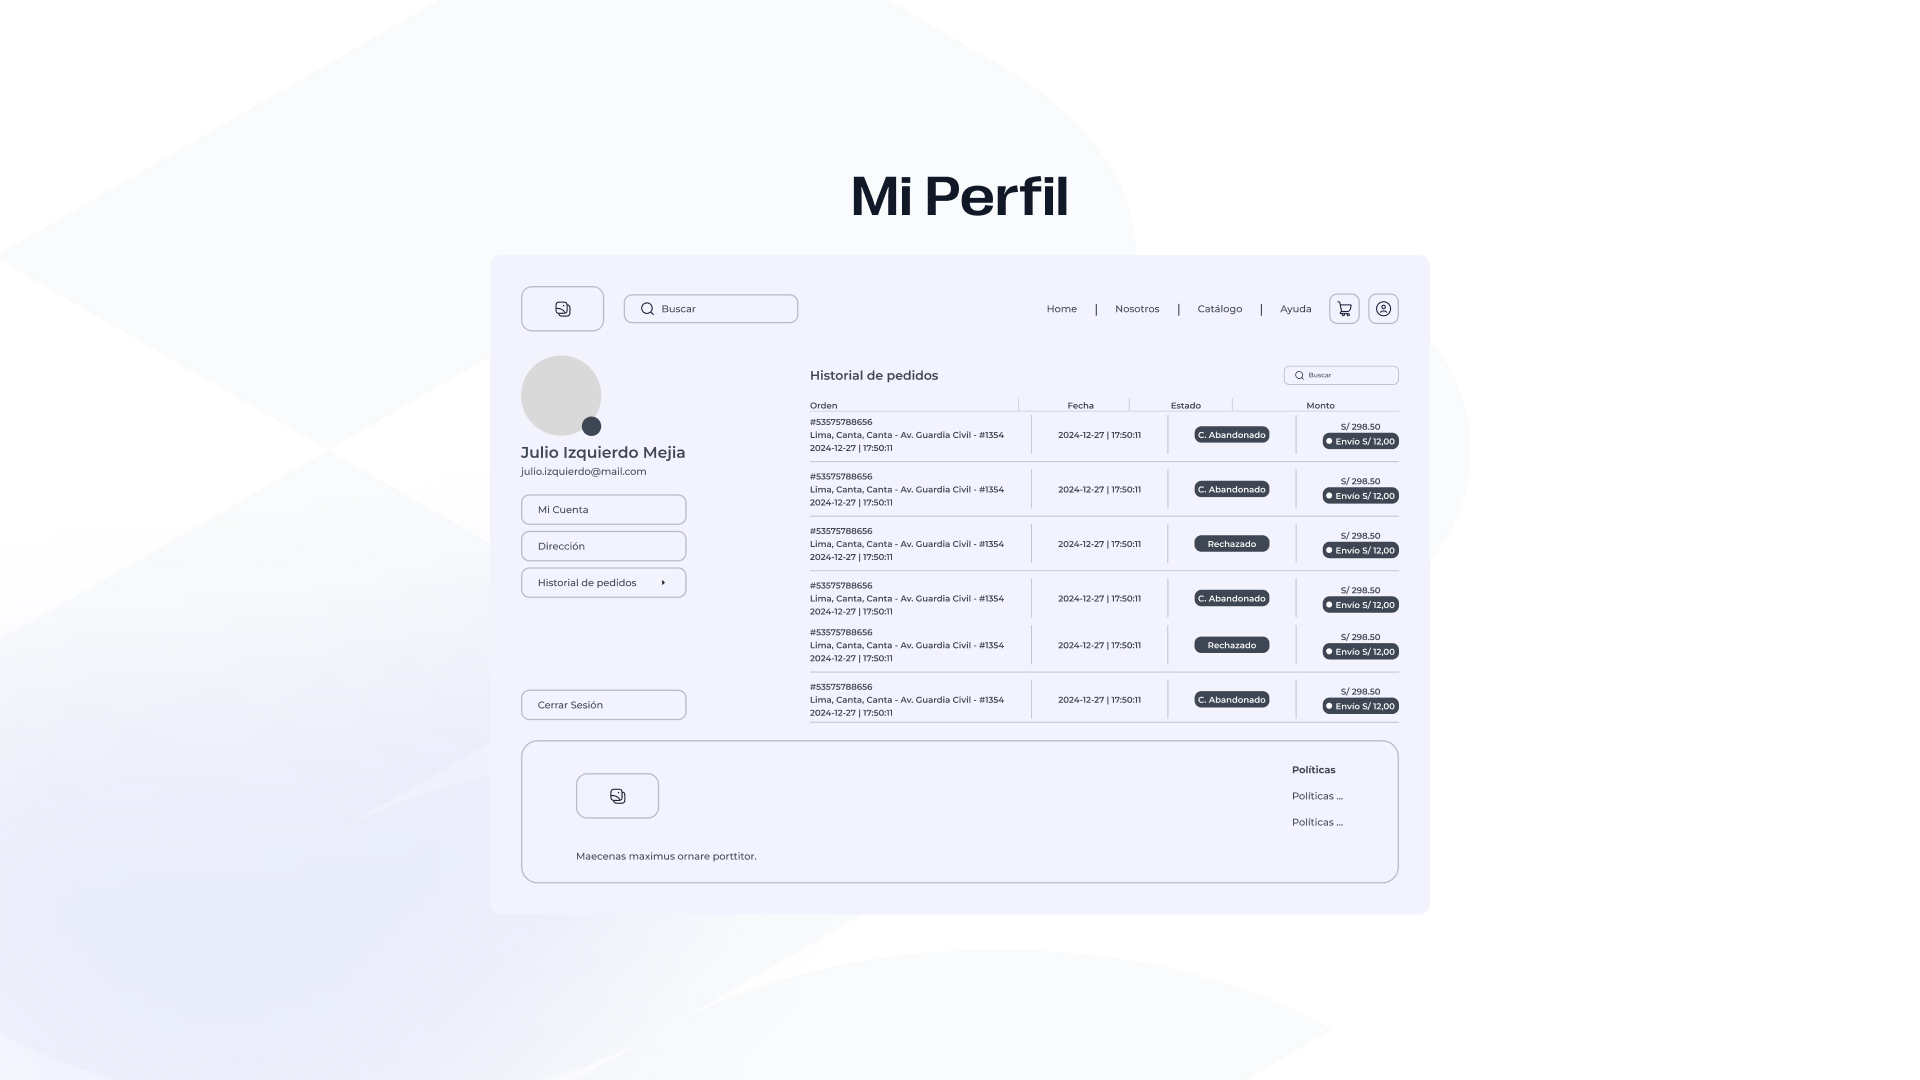 Mi Perfil
Buscar
Home | Nosotros | Catálogo | Ayuda
Julio Izquierdo Mejia
julio.izquierdo@mail.com
Mi Cuenta
Dirección
Historial de pedidos
Cerrar Sesión
Historial de pedidos
Buscar
Orden Fecha Estado Monto
#53575788656
Lima, Canta, Canta - Av. Guardia Civil - #1354
2024-12-27 | 17:50:11
2024-12-27 | 17:50:11
C. Abandonado
S/ 298.50
Envío S/ 12,00
#53575788656
Lima, Canta, Canta - Av. Guardia Civil - #1354
2024-12-27 | 17:50:11
2024-12-27 | 17:50:11
C. Abandonado
S/ 298.50
Envío S/ 12,00
#53575788656
Lima, Canta, Canta - Av. Guardia Civil - #1354
2024-12-27 | 17:50:11
2024-12-27 | 17:50:11
Rechazado
S/ 298.50
Envío S/ 12,00
#53575788656
Lima, Canta, Canta - Av. Guardia Civil - #1354
2024-12-27 | 17:50:11
2024-12-27 | 17:50:11
C. Abandonado
S/ 298.50
Envío S/ 12,00
#53575788656
Lima, Canta, Canta - Av. Guardia Civil - #1354
2024-12-27 | 17:50:11
2024-12-27 | 17:50:11
Rechazado
S/ 298.50
Envío S/ 12,00
#53575788656
Lima, Canta, Canta - Av. Guardia Civil - #1354
2024-12-27 | 17:50:11
2024-12-27 | 17:50:11
C. Abandonado
S/ 298.50
Envío S/ 12,00
Maecenas maximus ornare porttitor.
Políticas
Políticas ...
Políticas ...